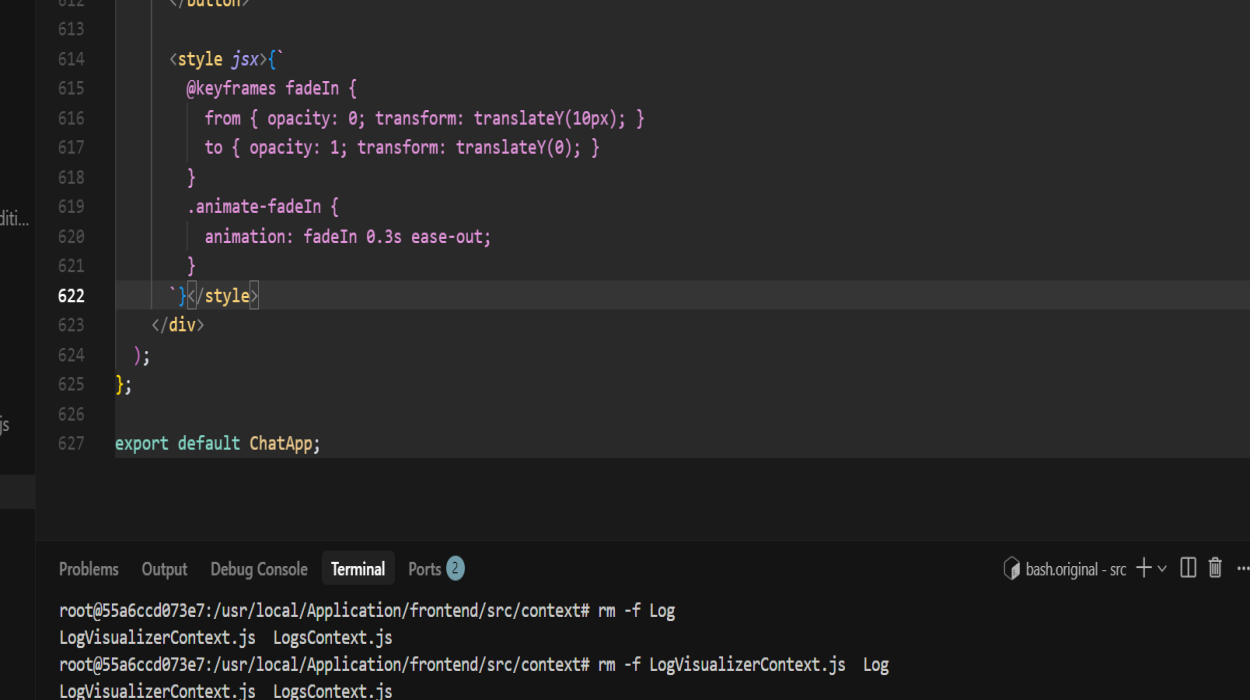 612 </button>
613
614 <style jsx>{`
615 @keyframes fadeIn {
616 from { opacity: 0; transform: translateY(10px); }
617 to { opacity: 1; transform: translateY(0); }
618 }
diti...
619 .animate-fadeIn {
620 animation: fadeIn 0.3s ease-out;
621 }
622 `}</style>
623 </div>
624 );
625 };
626
js
627 export default ChatApp;
Problems Output Debug Console Terminal Ports 2 bash.original - src
root@55a6ccd073e7:/usr/local/Application/frontend/src/context# rm -f Log
LogVisualizerContext.js LogsContext.js
root@55a6ccd073e7:/usr/local/Application/frontend/src/context# rm -f LogVisualizerContext.js Log
LogVisualizerContext.js LogsContext.js